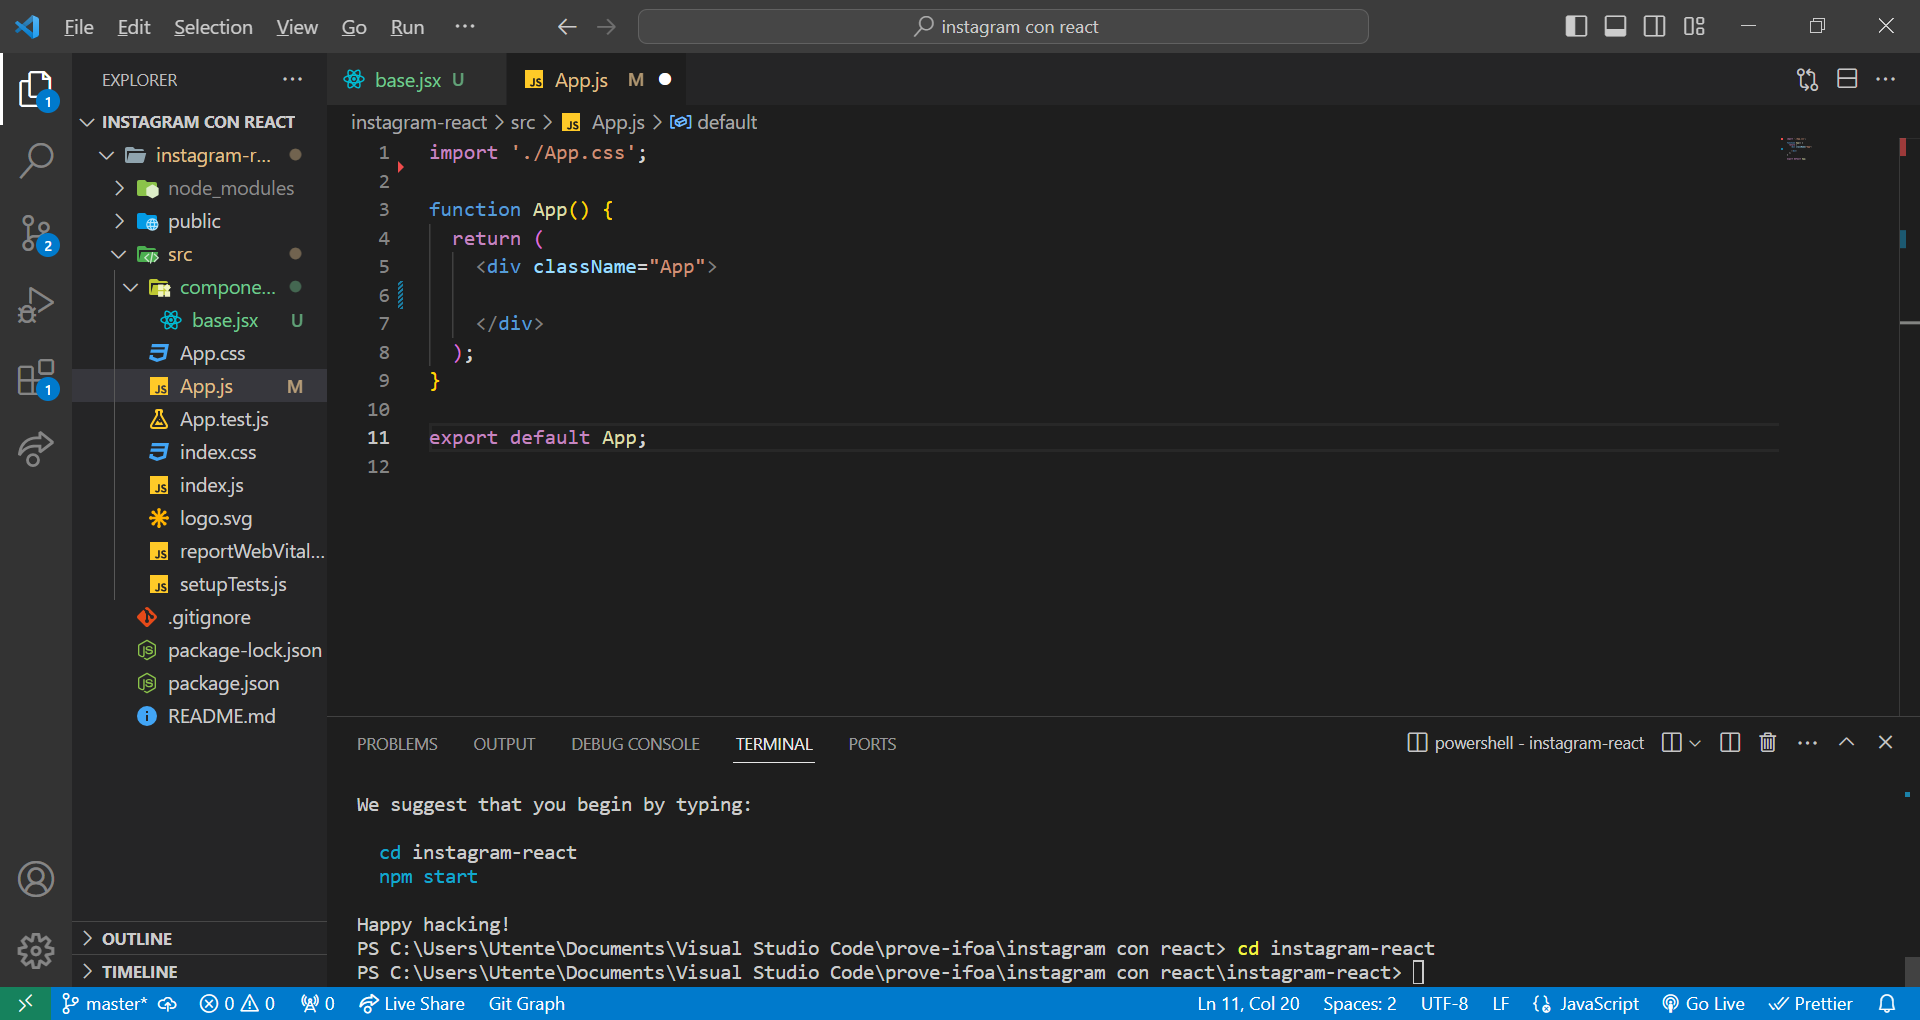 File Edit Selection View Go Run ···
instagram con react
EXPLORER
INSTAGRAM CON REACT
instagram-r...
node_modules
public
src
compone...
base.jsx U
App.css
App.js M
App.test.js
index.css
index.js
logo.svg
reportWebVital...
setupTests.js
.gitignore
package-lock.json
package.json
README.md
OUTLINE
TIMELINE
1
2
1
base.jsx U
App.js M
instagram-react > src > JS App.js > default
1 import './App.css';
2
3 function App() {
4 return (
5 <div className="App">
6
7 </div>
8 );
9 }
10
11 export default App;
12
PROBLEMS OUTPUT DEBUG CONSOLE TERMINAL PORTS
powershell - instagram-react
We suggest that you begin by typing:
cd instagram-react
npm start
Happy hacking!
PS C:\Users\Utente\Documents\Visual Studio Code\prove-ifoa\instagram con react> cd instagram-react
PS C:\Users\Utente\Documents\Visual Studio Code\prove-ifoa\instagram con react\instagram-react>
master* 0 0 0 Live Share Git Graph
Ln 11, Col 20 Spaces: 2 UTF-8 LF JavaScript Go Live Prettier